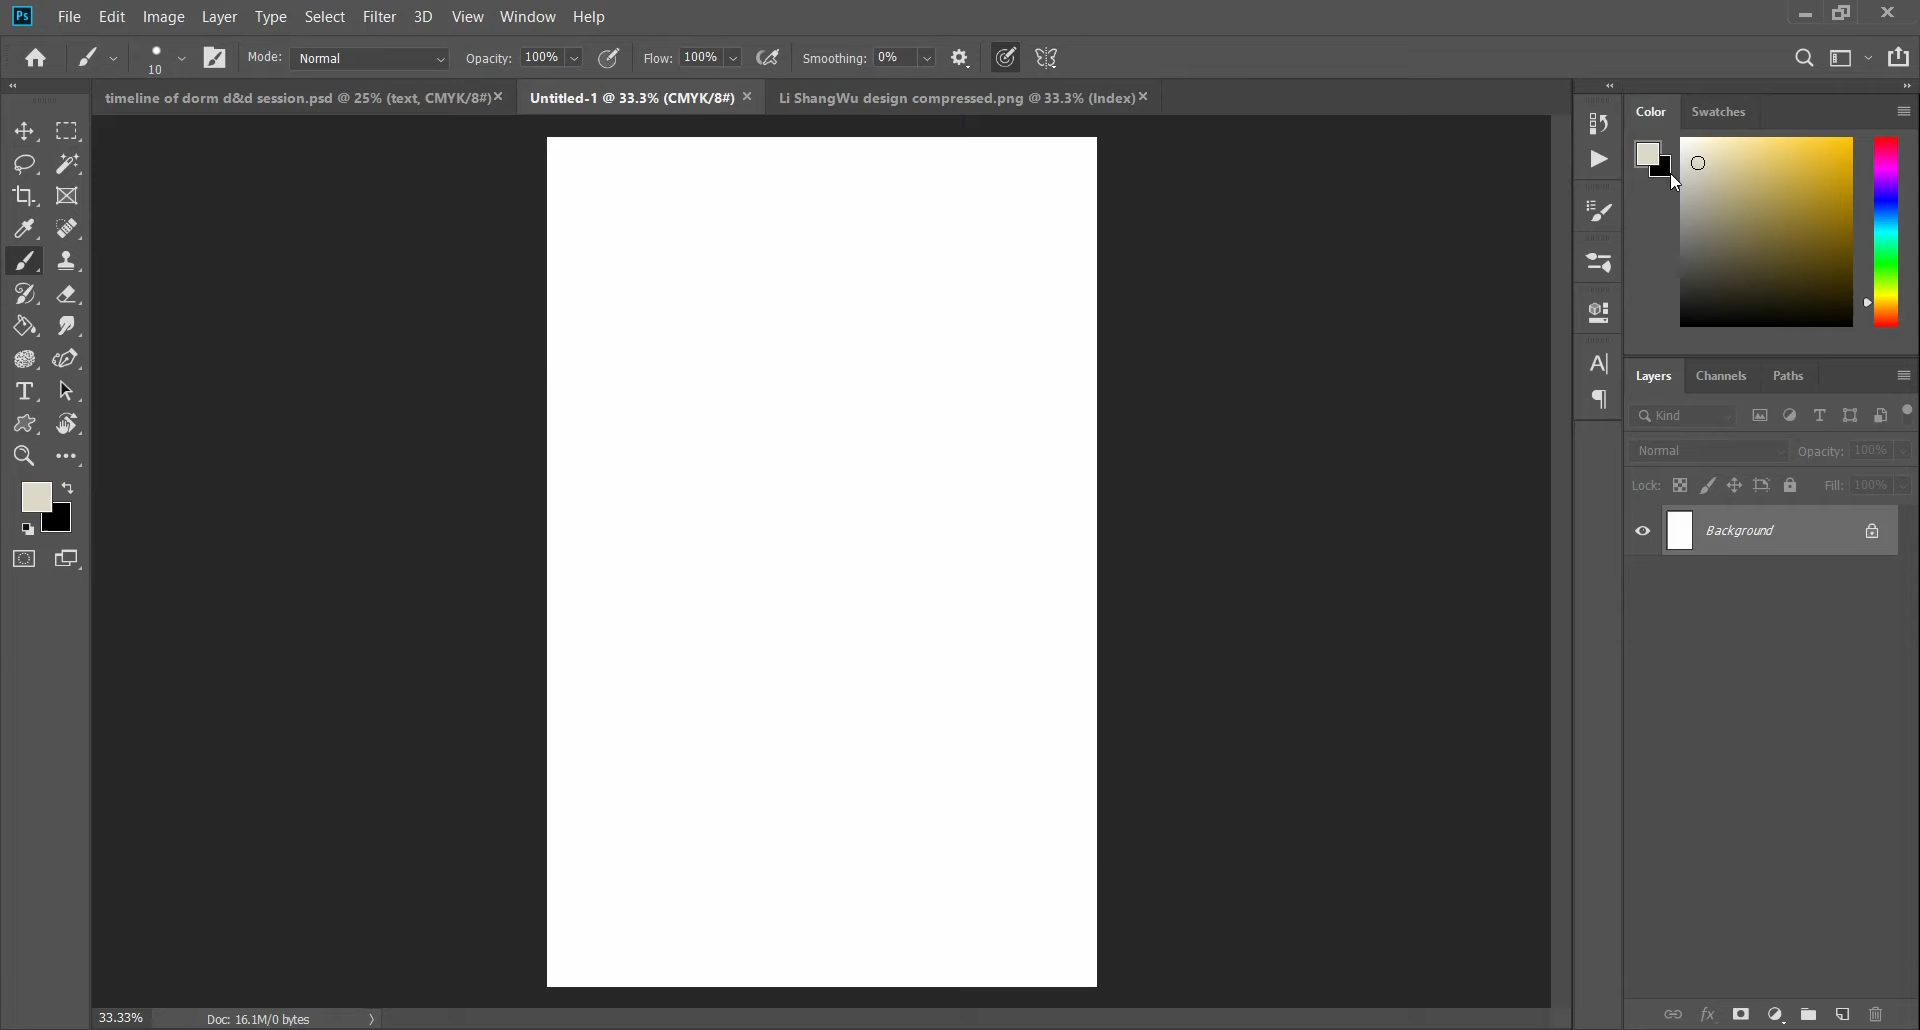 Ps File Edit Image Layer Type Select Filter 3D View Window Help
10 Mode: Normal Opacity: 100% Flow: 100% Smoothing: 0%
timeline of dorm d&d session.psd @ 25% (text, CMYK/8#) Untitled-1 @ 33.3% (CMYK/8#) Li ShangWu design compressed.png @ 33.3% (Index)
Color Swatches
Layers Channels Paths
Kind
Normal Opacity: 100%
Lock: Fill: 100%
Background
33.33% Doc: 16.1M/0 bytes